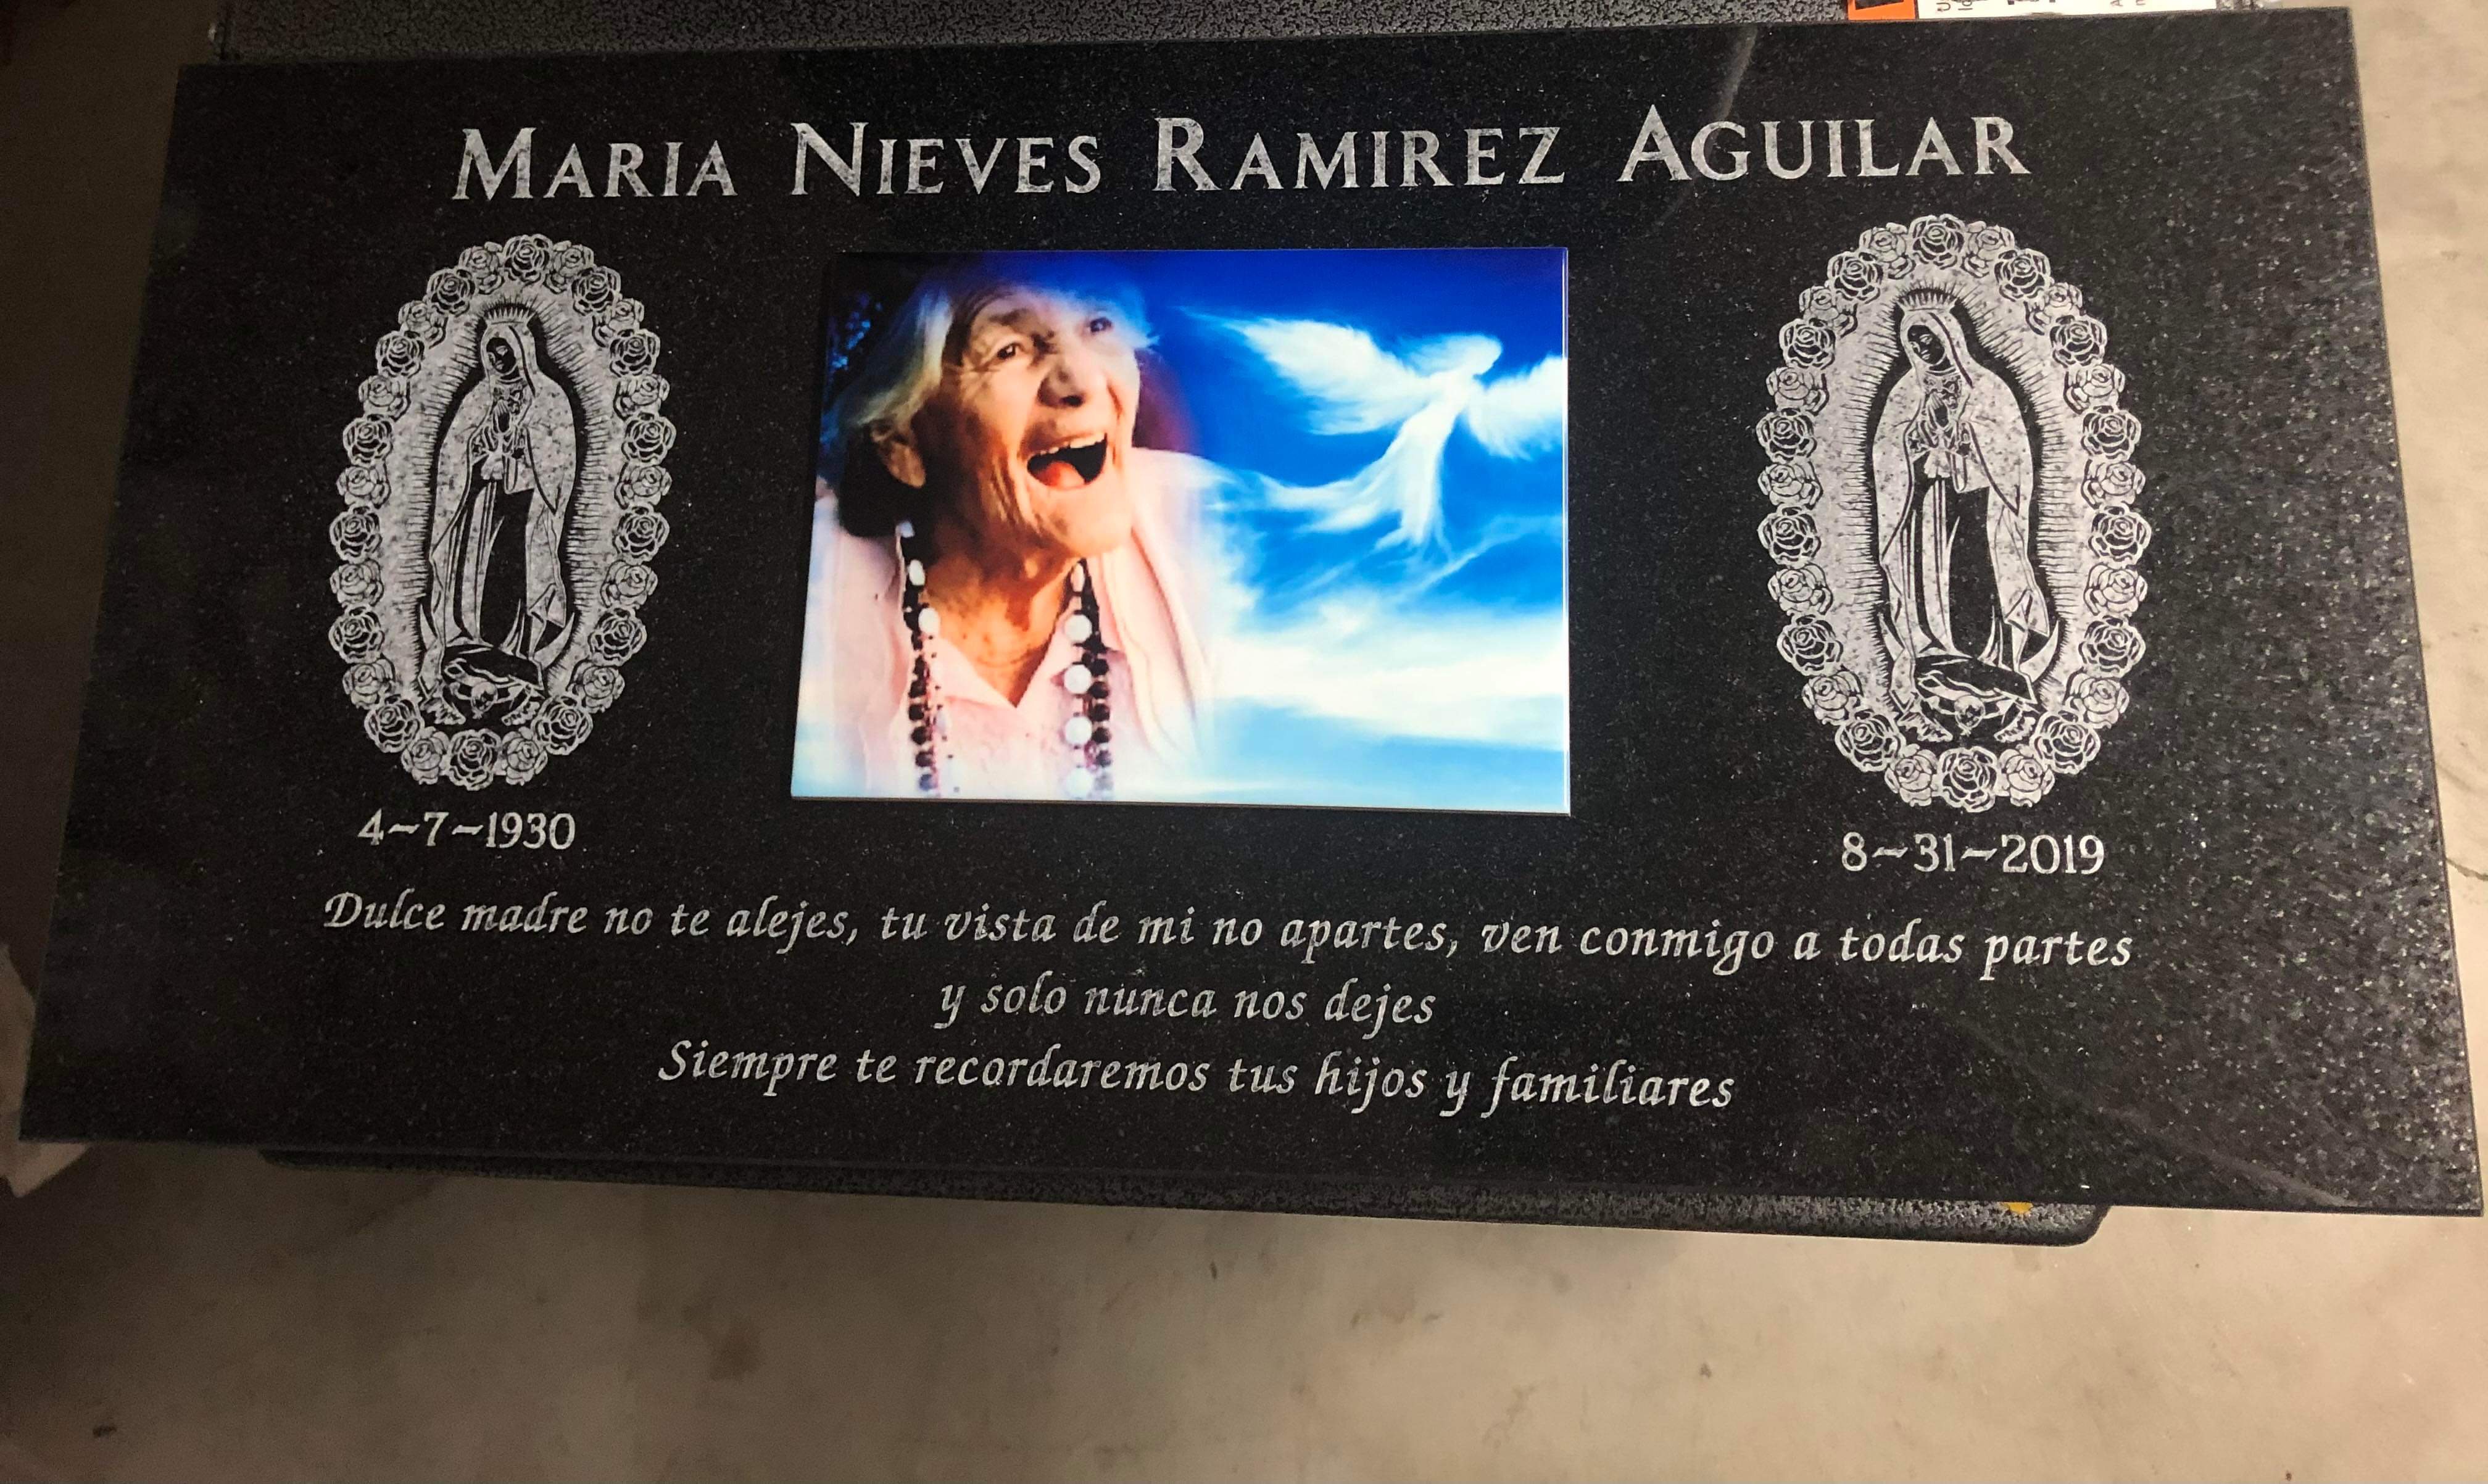 MARIA NIEVES RAMIREZ AGUILAR
4~7~1930
8~31~2019
Dulce madre no te alejes, tu vista de mi no apartes, ven conmigo a todas partes
y solo nunca nos dejes
Siempre te recordaremos tus hijos y familiares